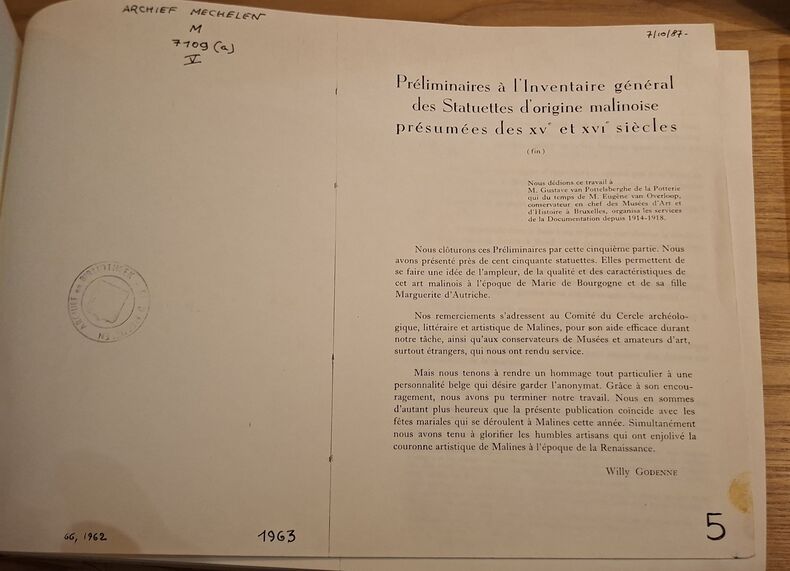 ARCHIEF MECHELEN
M
7109 (a)
V
66, 1962
1963
7/10/87-
Préliminaires à l'Inventaire général
des Statuettes d'origine malinoise
présumées des XVe et XVIe siècles
(fin)
Nous dédions ce travail à
M. Gustave van Pottelsberghe de la Potterie
qui du temps de M. Eugène van Overloop,
conservateur en chef des Musées d'Art et
d'Histoire à Bruxelles, organisa les services
de la Documentation depuis 1914-1918.
Nous clôturons ces Préliminaires par cette cinquième partie. Nous
avons présenté près de cent cinquante statuettes. Elles permettent de
se faire une idée de l'ampleur, de la qualité et des caractéristiques de
cet art malinois à l'époque de Marie de Bourgogne et de sa fille
Marguerite d'Autriche.
Nos remerciements s'adressent au Comité du Cercle archéolo-
gique, littéraire et artistique de Malines, pour son aide efficace durant
notre tâche, ainsi qu'aux conservateurs de Musées et amateurs d'art,
surtout étrangers, qui nous ont rendu service.
Mais nous tenons à rendre un hommage tout particulier à une
personnalité belge qui désire garder l'anonymat. Grâce à son encou-
ragement, nous avons pu terminer notre travail. Nous en sommes
d'autant plus heureux que la présente publication coincide avec les
fêtes mariales qui se déroulent à Malines cette année. Simultanément
nous avons tenu à glorifier les humbles artisans qui ont enjolivé la
couronne artistique de Malines à l'époque de la Renaissance.
Willy GODENNE
5